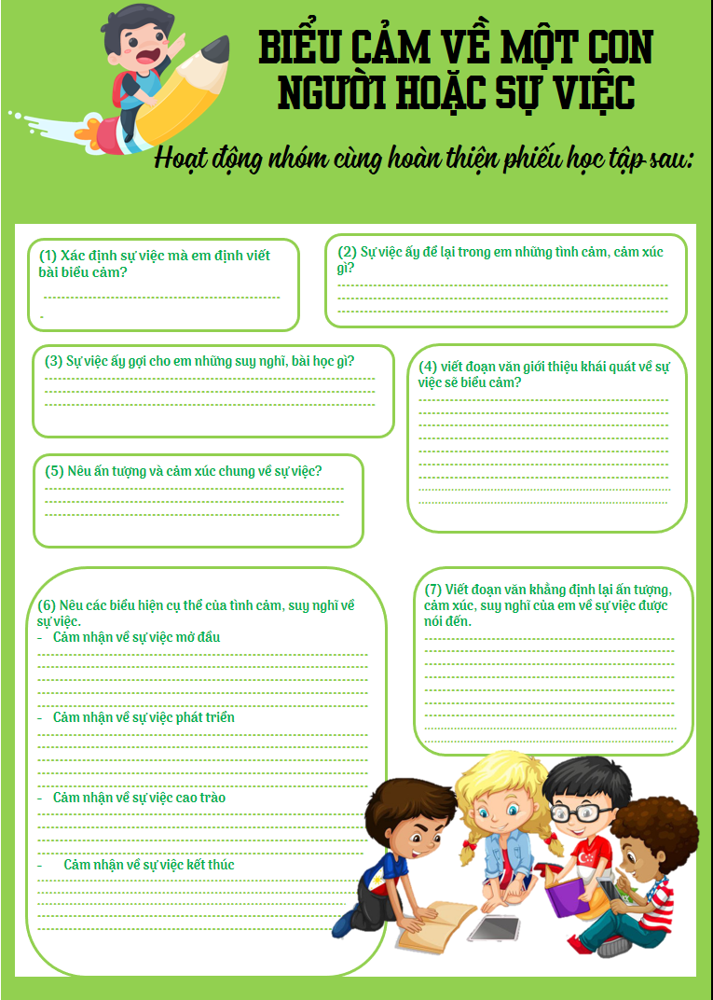 BIỂU CẢM VỀ MỘT CON
NGƯỜI HOẶC SỰ VIỆC
Hoạt động nhóm cùng hoàn thiện phiếu học tập sau:
(1) Xác định sự việc mà em định viết
bài biểu cảm?
(2) Sự việc ấy để lại trong em những tình cảm, cảm xúc
gì?
(3) Sự việc ấy gợi cho em những suy nghĩ, bài học gì?
(4) viết đoạn văn giới thiệu khái quát về sự
việc sẽ biểu cảm?
(5) Nêu ấn tượng và cảm xúc chung về sự việc?
(6) Nêu các biểu hiện cụ thể của tình cảm, suy nghĩ về
sự việc.
- Cảm nhận về sự việc mở đầu
- Cảm nhận về sự việc phát triển
- Cảm nhận về sự việc cao trào
- Cảm nhận về sự việc kết thúc
(7) Viết đoạn văn khẳng định lại ấn tượng,
cảm xúc, suy nghĩ của em về sự việc được
nói đến.